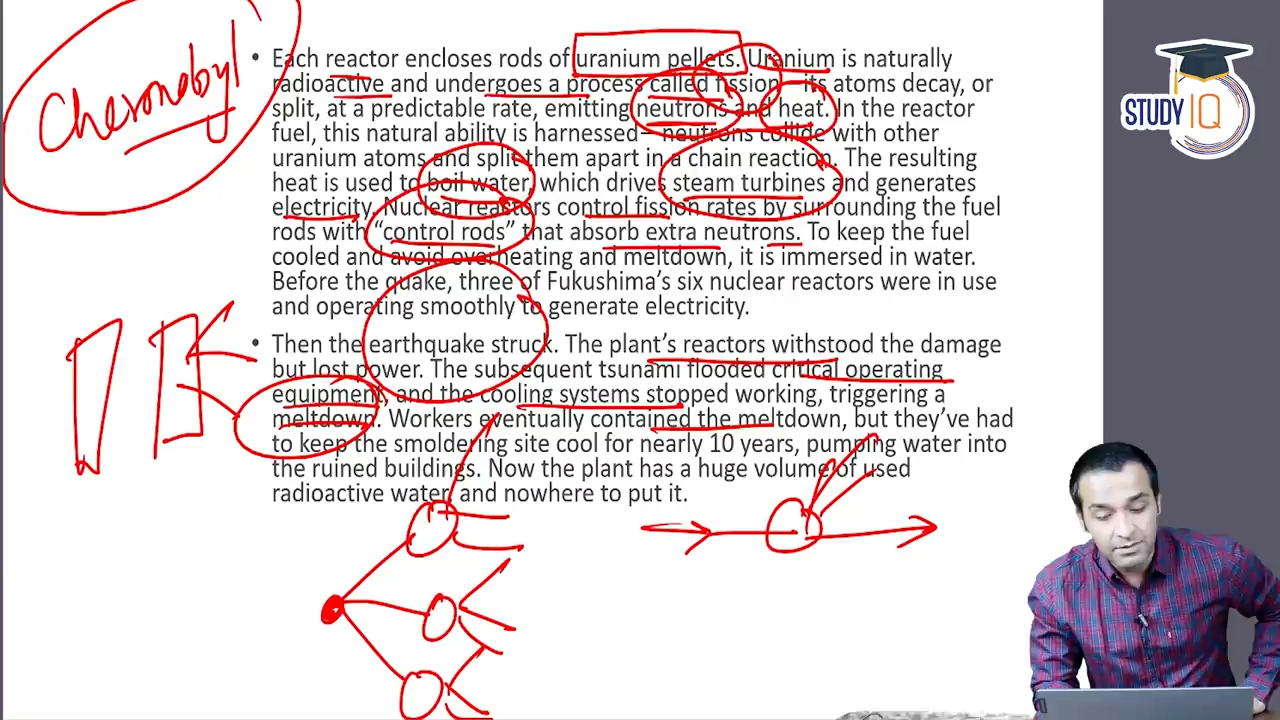 Cheronobyl
• Each reactor encloses rods of uranium pellets. Uranium is naturally
radioactive and undergoes a process called fission—its atoms decay, or
split, at a predictable rate, emitting neutrons and heat. In the reactor
fuel, this natural ability is harnessed—neutrons collide with other
uranium atoms and split them apart in a chain reaction. The resulting
heat is used to boil water, which drives steam turbines and generates
electricity. Nuclear reactors control fission rates by surrounding the fuel
rods with “control rods” that absorb extra neutrons. To keep the fuel
cooled and avoid overheating and meltdown, it is immersed in water.
Before the quake, three of Fukushima’s six nuclear reactors were in use
and operating smoothly to generate electricity.
• Then the earthquake struck. The plant’s reactors withstood the damage
but lost power. The subsequent tsunami flooded critical operating
equipment, and the cooling systems stopped working, triggering a
meltdown. Workers eventually contained the meltdown, but they’ve had
to keep the smoldering site cool for nearly 10 years, pumping water into
the ruined buildings. Now the plant has a huge volume of used
radioactive water, and nowhere to put it.
STUDY IQ